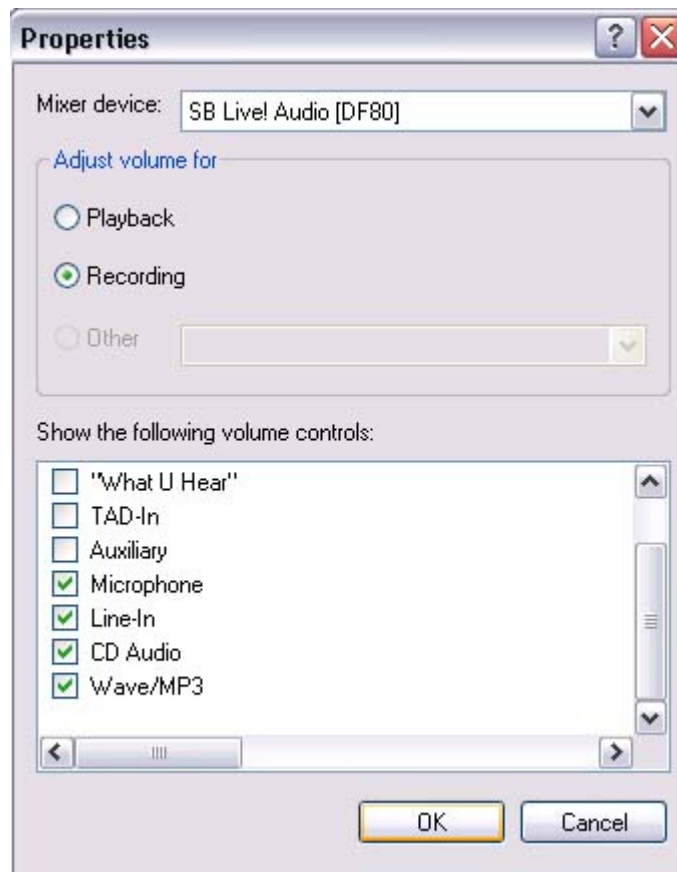 Properties
Mixer device: SB Live! Audio [DF80]
Adjust volume for
Playback
Recording
Other
Show the following volume controls:
"What U Hear"
TAD-In
Auxiliary
Microphone
Line-In
CD Audio
Wave/MP3
OK Cancel